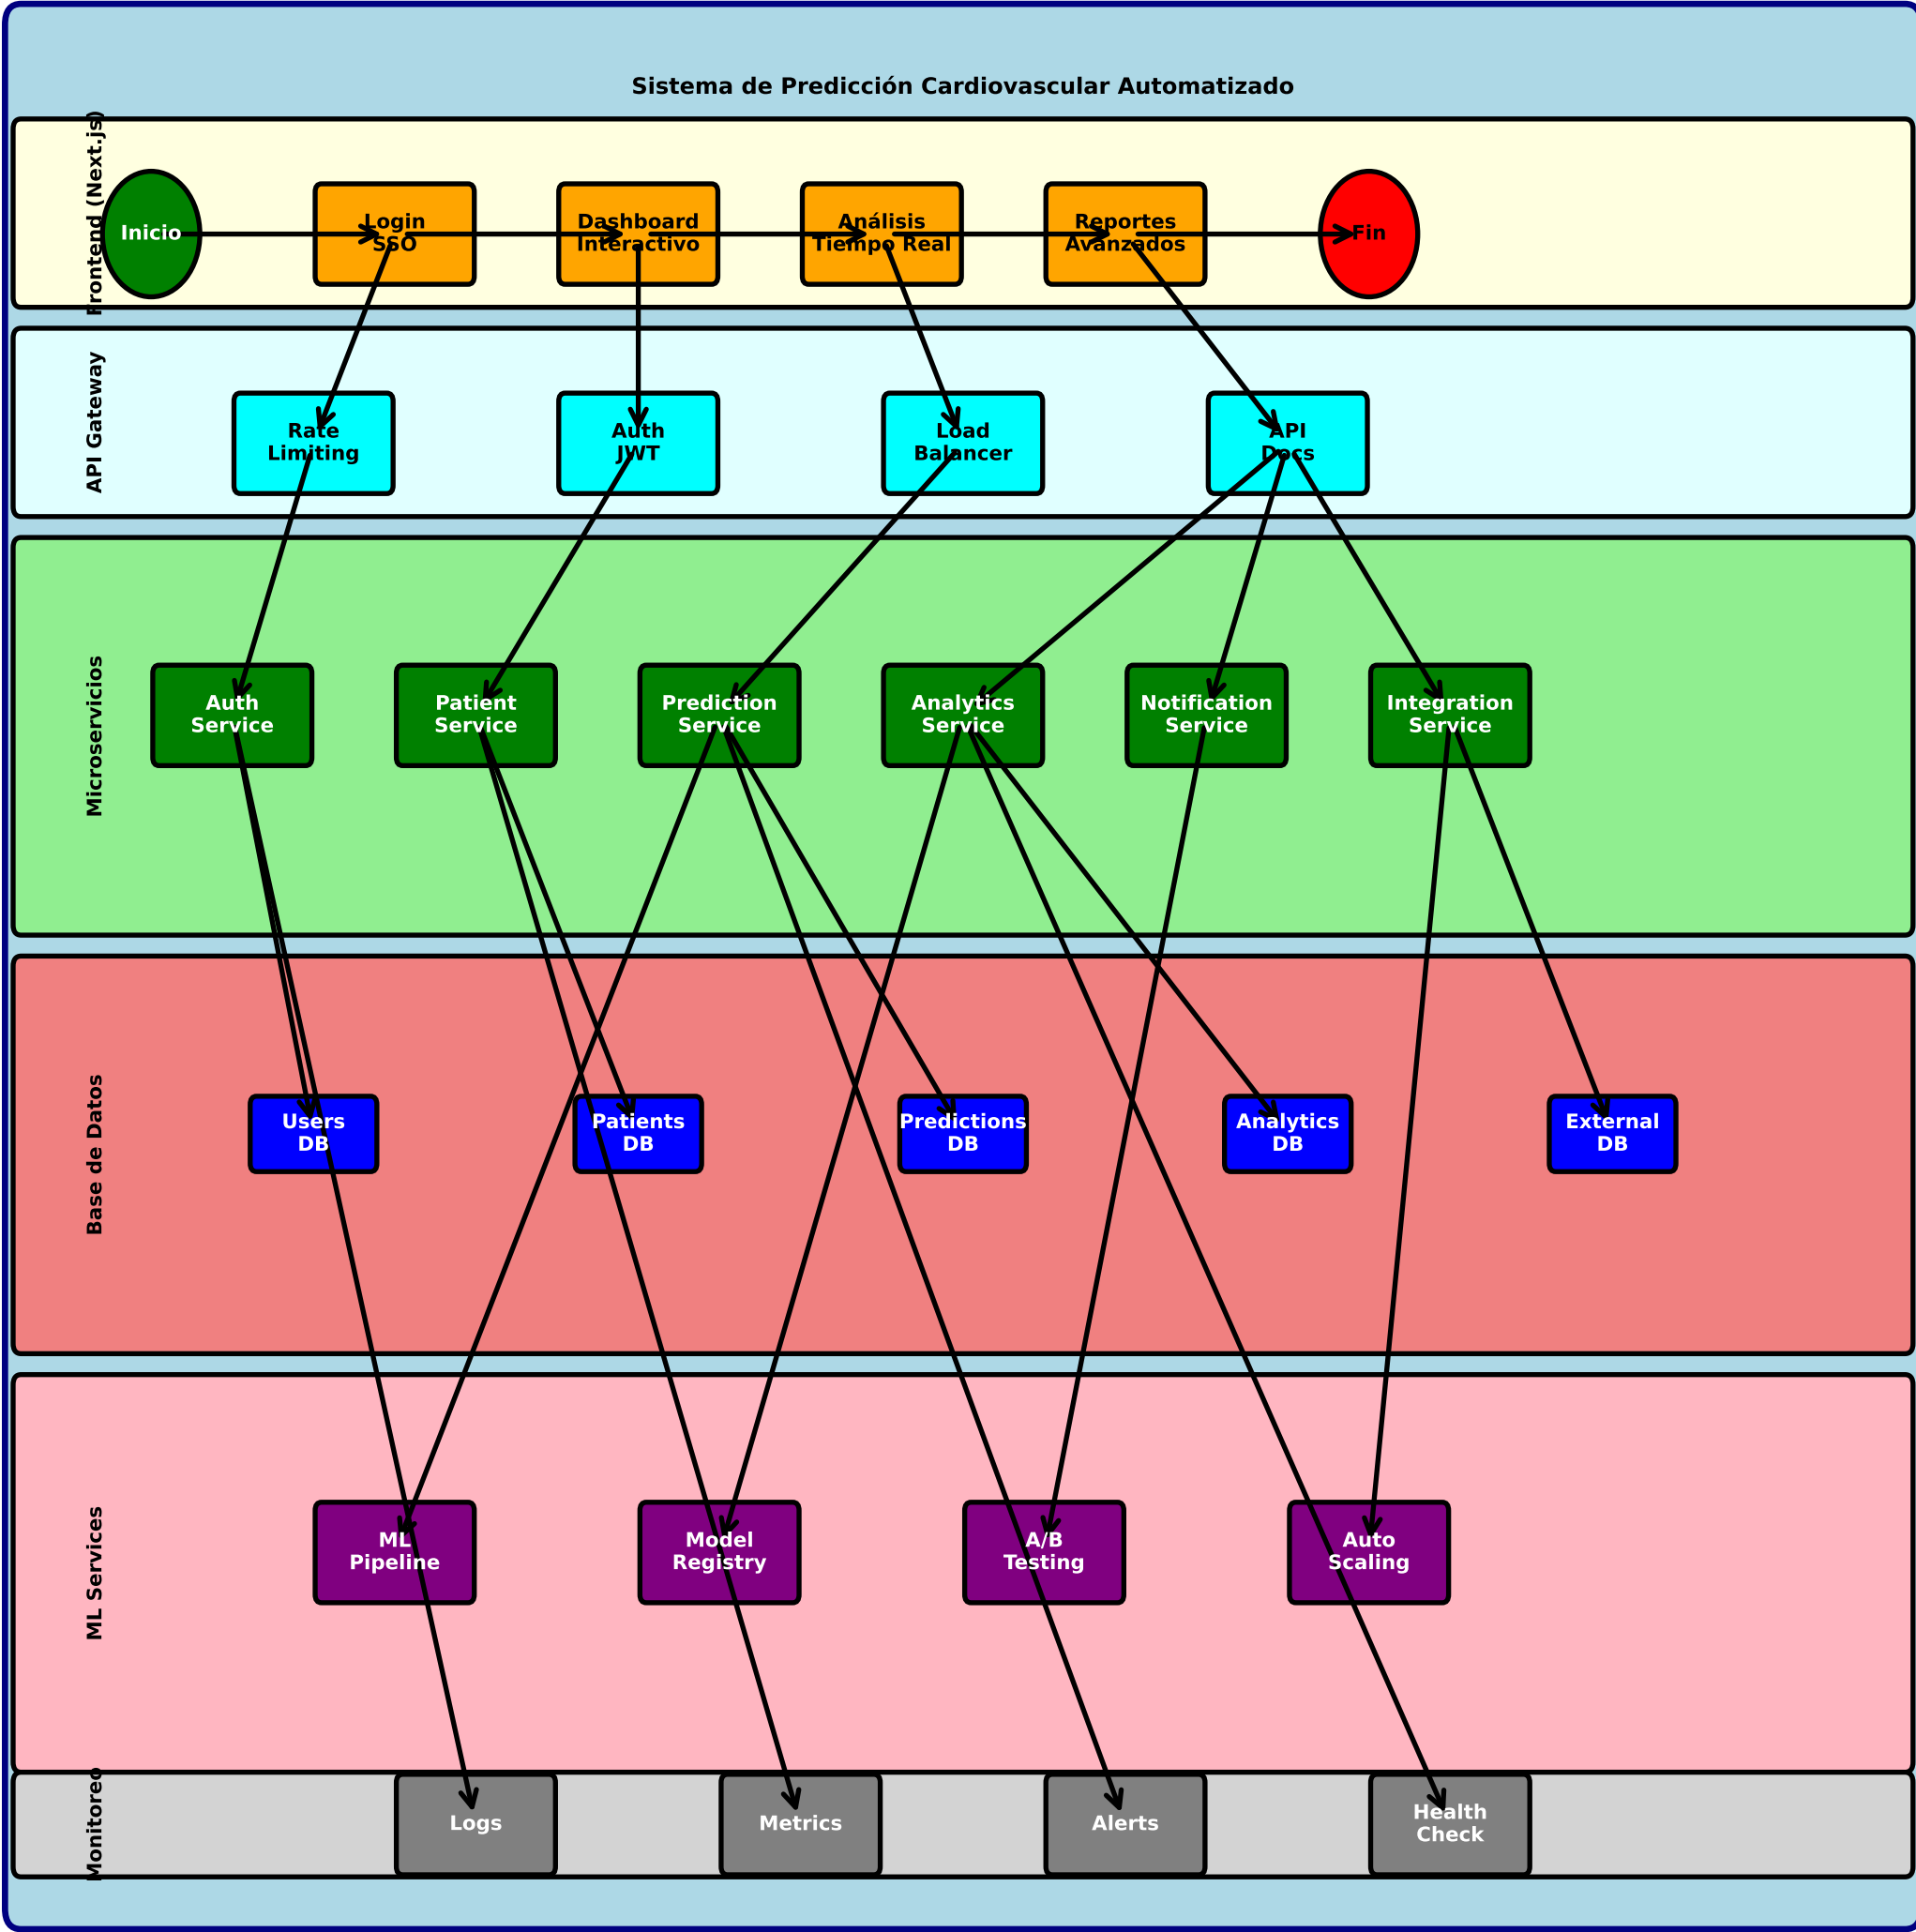 Sistema de Predicción Cardiovascular Automatizado
Frontend (Next.js)
Inicio
Login
SSO
Dashboard
Interactivo
Análisis
Tiempo Real
Reportes
Avanzados
Fin
API Gateway
Rate
Limiting
Auth
JWT
Load
Balancer
API
Docs
Microservicios
Auth
Service
Patient
Service
Prediction
Service
Analytics
Service
Notification
Service
Integration
Service
Base de Datos
Users
DB
Patients
DB
Predictions
DB
Analytics
DB
External
DB
ML Services
ML
Pipeline
Model
Registry
A/B
Testing
Auto
Scaling
Monitoreo
Logs
Metrics
Alerts
Health
Check